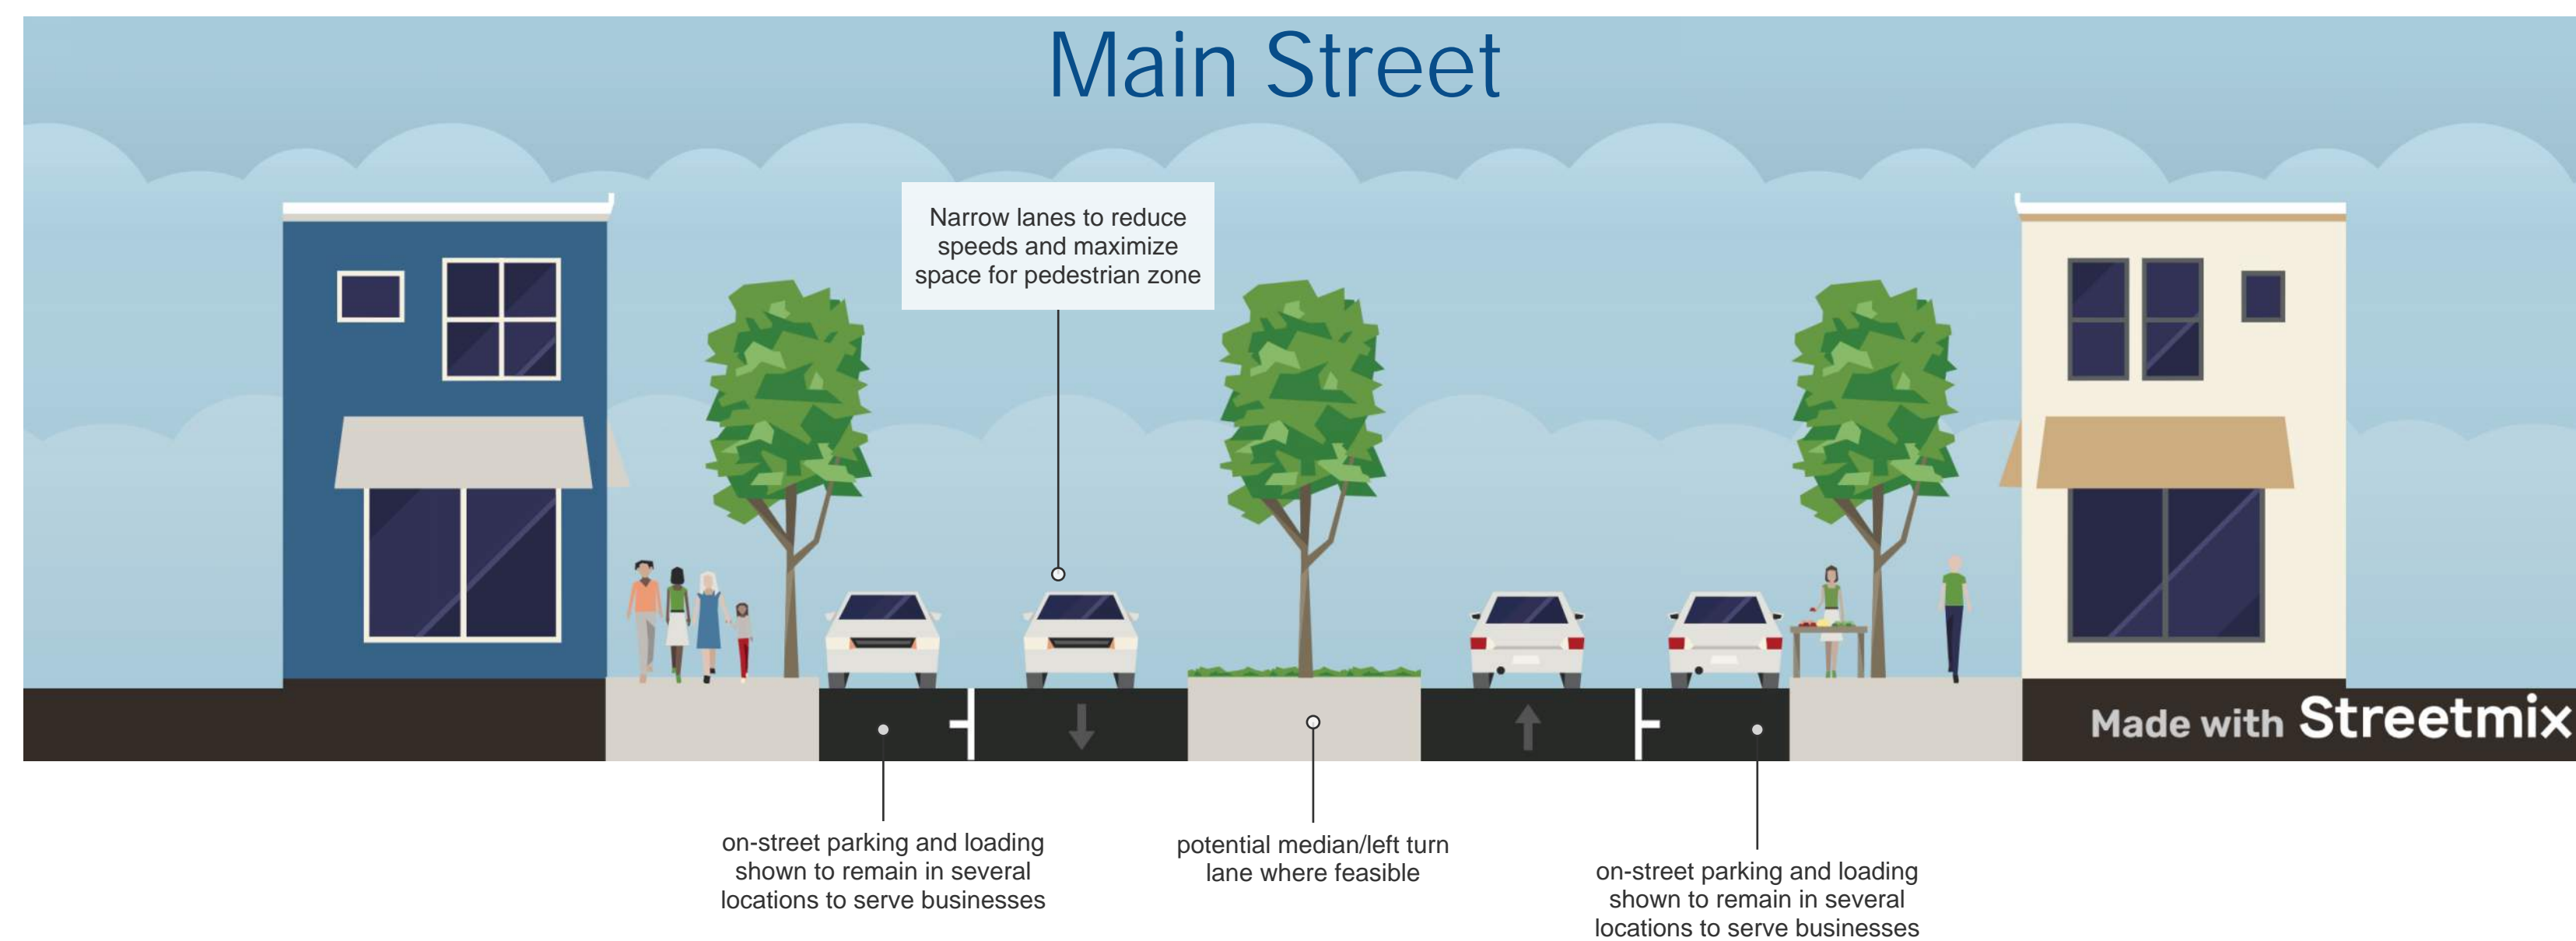 Main Street
Narrow lanes to reduce
speeds and maximize
space for pedestrian zone
Made with Streetmix
on-street parking and loading
shown to remain in several
locations to serve businesses
potential median/left turn
lane where feasible
on-street parking and loading
shown to remain in several
locations to serve businesses